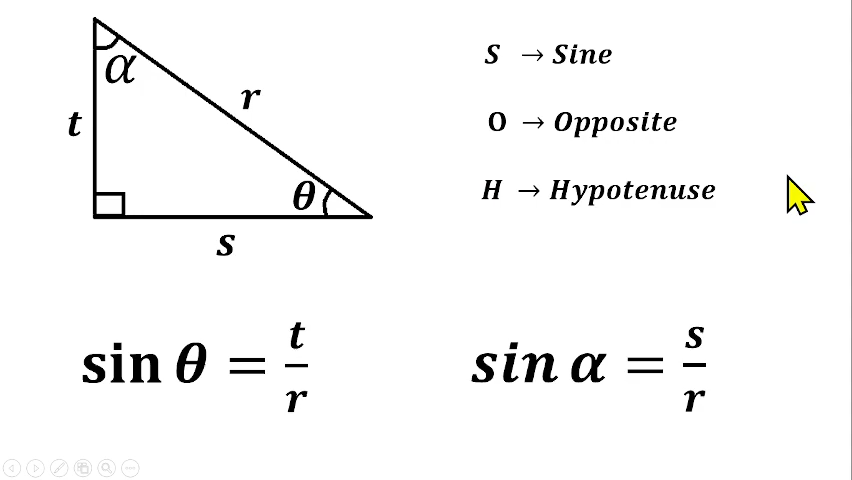 α
t
r
θ
s
S → Sine
O → Opposite
H → Hypotenuse
sin θ = t/r
sin α = s/r